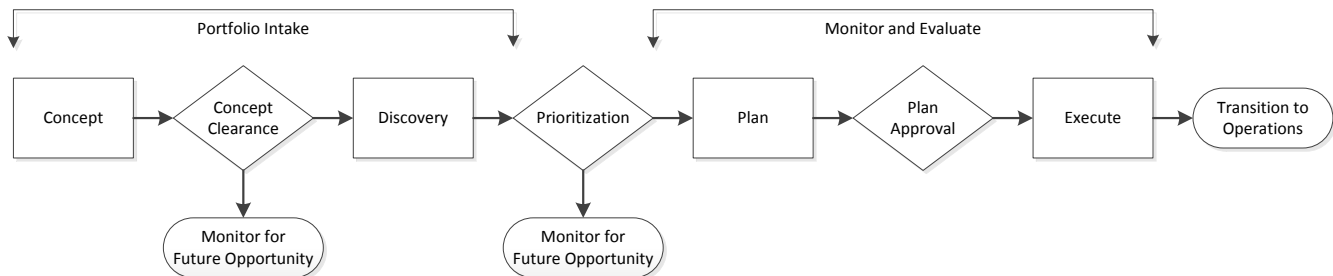 Portfolio Intake
Monitor and Evaluate
Concept
Concept
Clearance
Discovery
Prioritization
Plan
Plan
Approval
Execute
Transition to
Operations
Monitor for
Future Opportunity
Monitor for
Future Opportunity